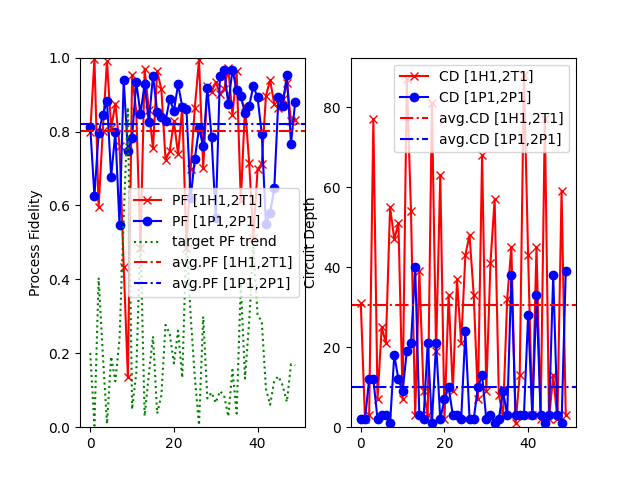 Process Fidelity
1.0
0.8
0.6
0.4
0.2
0.0
0
20
40
PF [1H1,2T1]
PF [1P1,2P1]
target PF trend
avg.PF [1H1,2T1]
avg.PF [1P1,2P1]
Circuit Depth
80
60
40
20
0
0
20
40
CD [1H1,2T1]
CD [1P1,2P1]
avg.CD [1H1,2T1]
avg.CD [1P1,2P1]